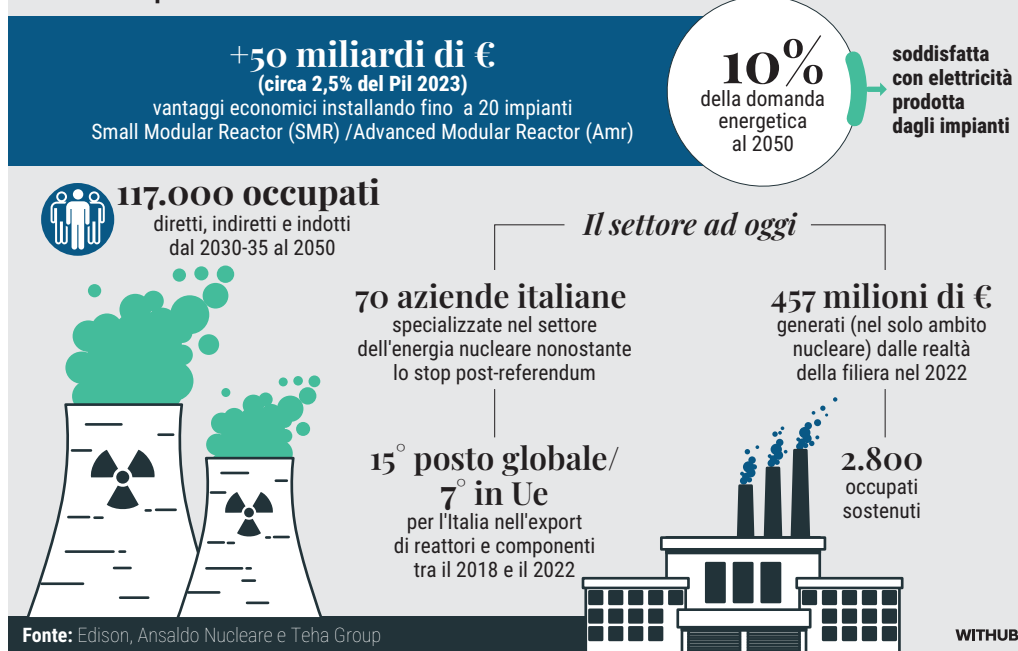 +50 miliardi di €
(circa 2,5% del Pil 2023)
vantaggi economici installando fino a 20 impianti
Small Modular Reactor (SMR) /Advanced Modular Reactor (Amr)
10%
della domanda
energetica
al 2050
soddisfatta
con elettricità
prodotta
dagli impianti
117.000 occupati
diretti, indiretti e indotti
dal 2030-35 al 2050
Il settore ad oggi
70 aziende italiane
specializzate nel settore
dell'energia nucleare nonostante
lo stop post-referendum
15° posto globale/
7° in Ue
per l'Italia nell'export
di reattori e componenti
tra il 2018 e il 2022
457 milioni di €
generati (nel solo ambito
nucleare) dalle realtà
della filiera nel 2022
2.800
occupati
sostenuti
Fonte: Edison, Ansaldo Nucleare e Teha Group
WITHUB